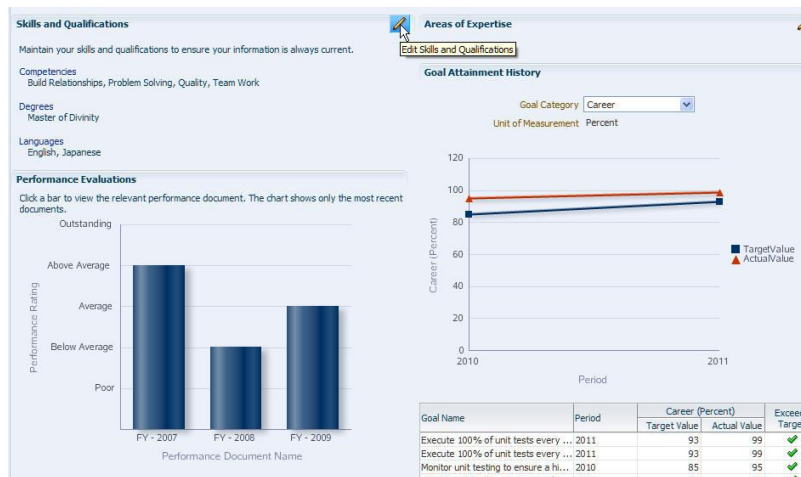 Skills and Qualifications
Edit Skills and Qualifications
Maintain your skills and qualifications to ensure your information is always current.
Competencies
Build Relationships, Problem Solving, Quality, Team Work
Degrees
Master of Divinity
Languages
English, Japanese
Performance Evaluations
Click a bar to view the relevant performance document. The chart shows only the most recent
documents.
Outstanding
Above Average
Average
Below Average
Poor
Performance Rating
FY - 2007 FY - 2008 FY - 2009
Performance Document Name
Areas of Expertise
Goal Attainment History
Goal Category Career
Unit of Measurement Percent
120
100
80
60
40
20
0
Career (Percent)
2010 2011
Period
TargetValue
ActualValue
Goal Name Period Career (Percent) Exceed
Target Value Actual Value Targe
Execute 100% of unit tests every ... 2011 93 99
Execute 100% of unit tests every ... 2011 93 99
Monitor unit testing to ensure a hi... 2010 85 95